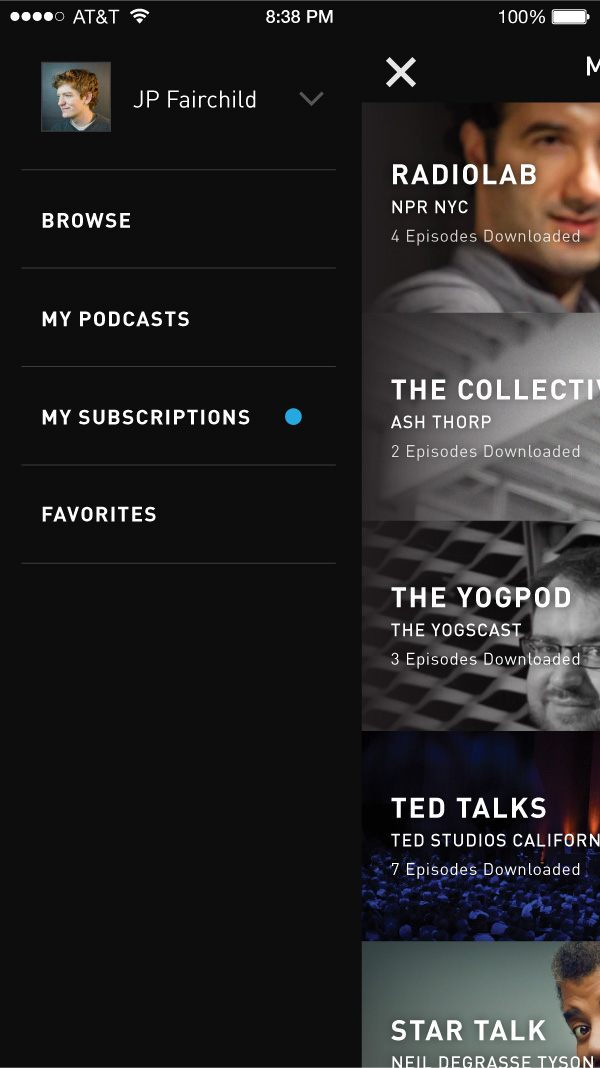 AT&T 8:38 PM 100%
JP Fairchild
BROWSE
MY PODCASTS
MY SUBSCRIPTIONS
FAVORITES
M
RADIOLAB
NPR NYC
4 Episodes Downloaded
THE COLLECTIV
ASH THORP
2 Episodes Downloaded
THE YOGPOD
THE YOGSCAST
3 Episodes Downloaded
TED TALKS
TED STUDIOS CALIFORN
7 Episodes Downloaded
STAR TALK
NEIL DEGRASSE TYSON